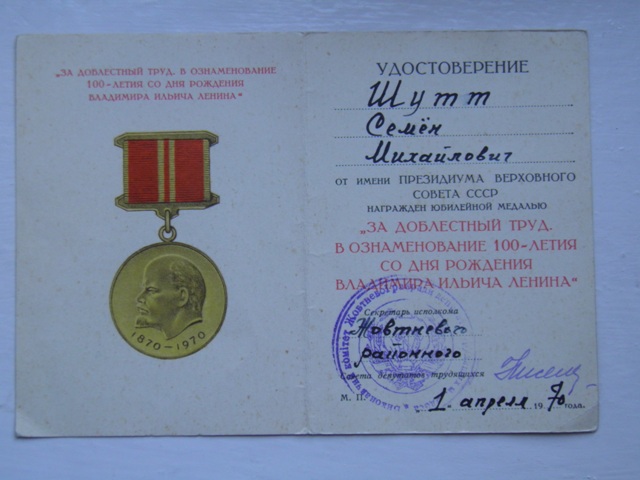 „ЗА ДОБЛЕСТНЫЙ ТРУД. В ОЗНАМЕНОВАНИЕ
100-ЛЕТИЯ СО ДНЯ РОЖДЕНИЯ
ВЛАДИМИРА ИЛЬИЧА ЛЕНИНА“
1870–1970
УДОСТОВЕРЕНИЕ
Шутт
Семён
Михайлович
ОТ ИМЕНИ ПРЕЗИДИУМА ВЕРХОВНОГО
СОВЕТА СССР
НАГРАЖДЕН ЮБИЛЕЙНОЙ МЕДАЛЬЮ
„ЗА ДОБЛЕСТНЫЙ ТРУД.
В ОЗНАМЕНОВАНИЕ 100-ЛЕТИЯ
СО ДНЯ РОЖДЕНИЯ
ВЛАДИМИРА ИЛЬИЧА ЛЕНИНА“
Секретарь исполкома
Жовтневого
районного
Совета депутатов трудящихся
М. П. 1 апреля 1970 года.